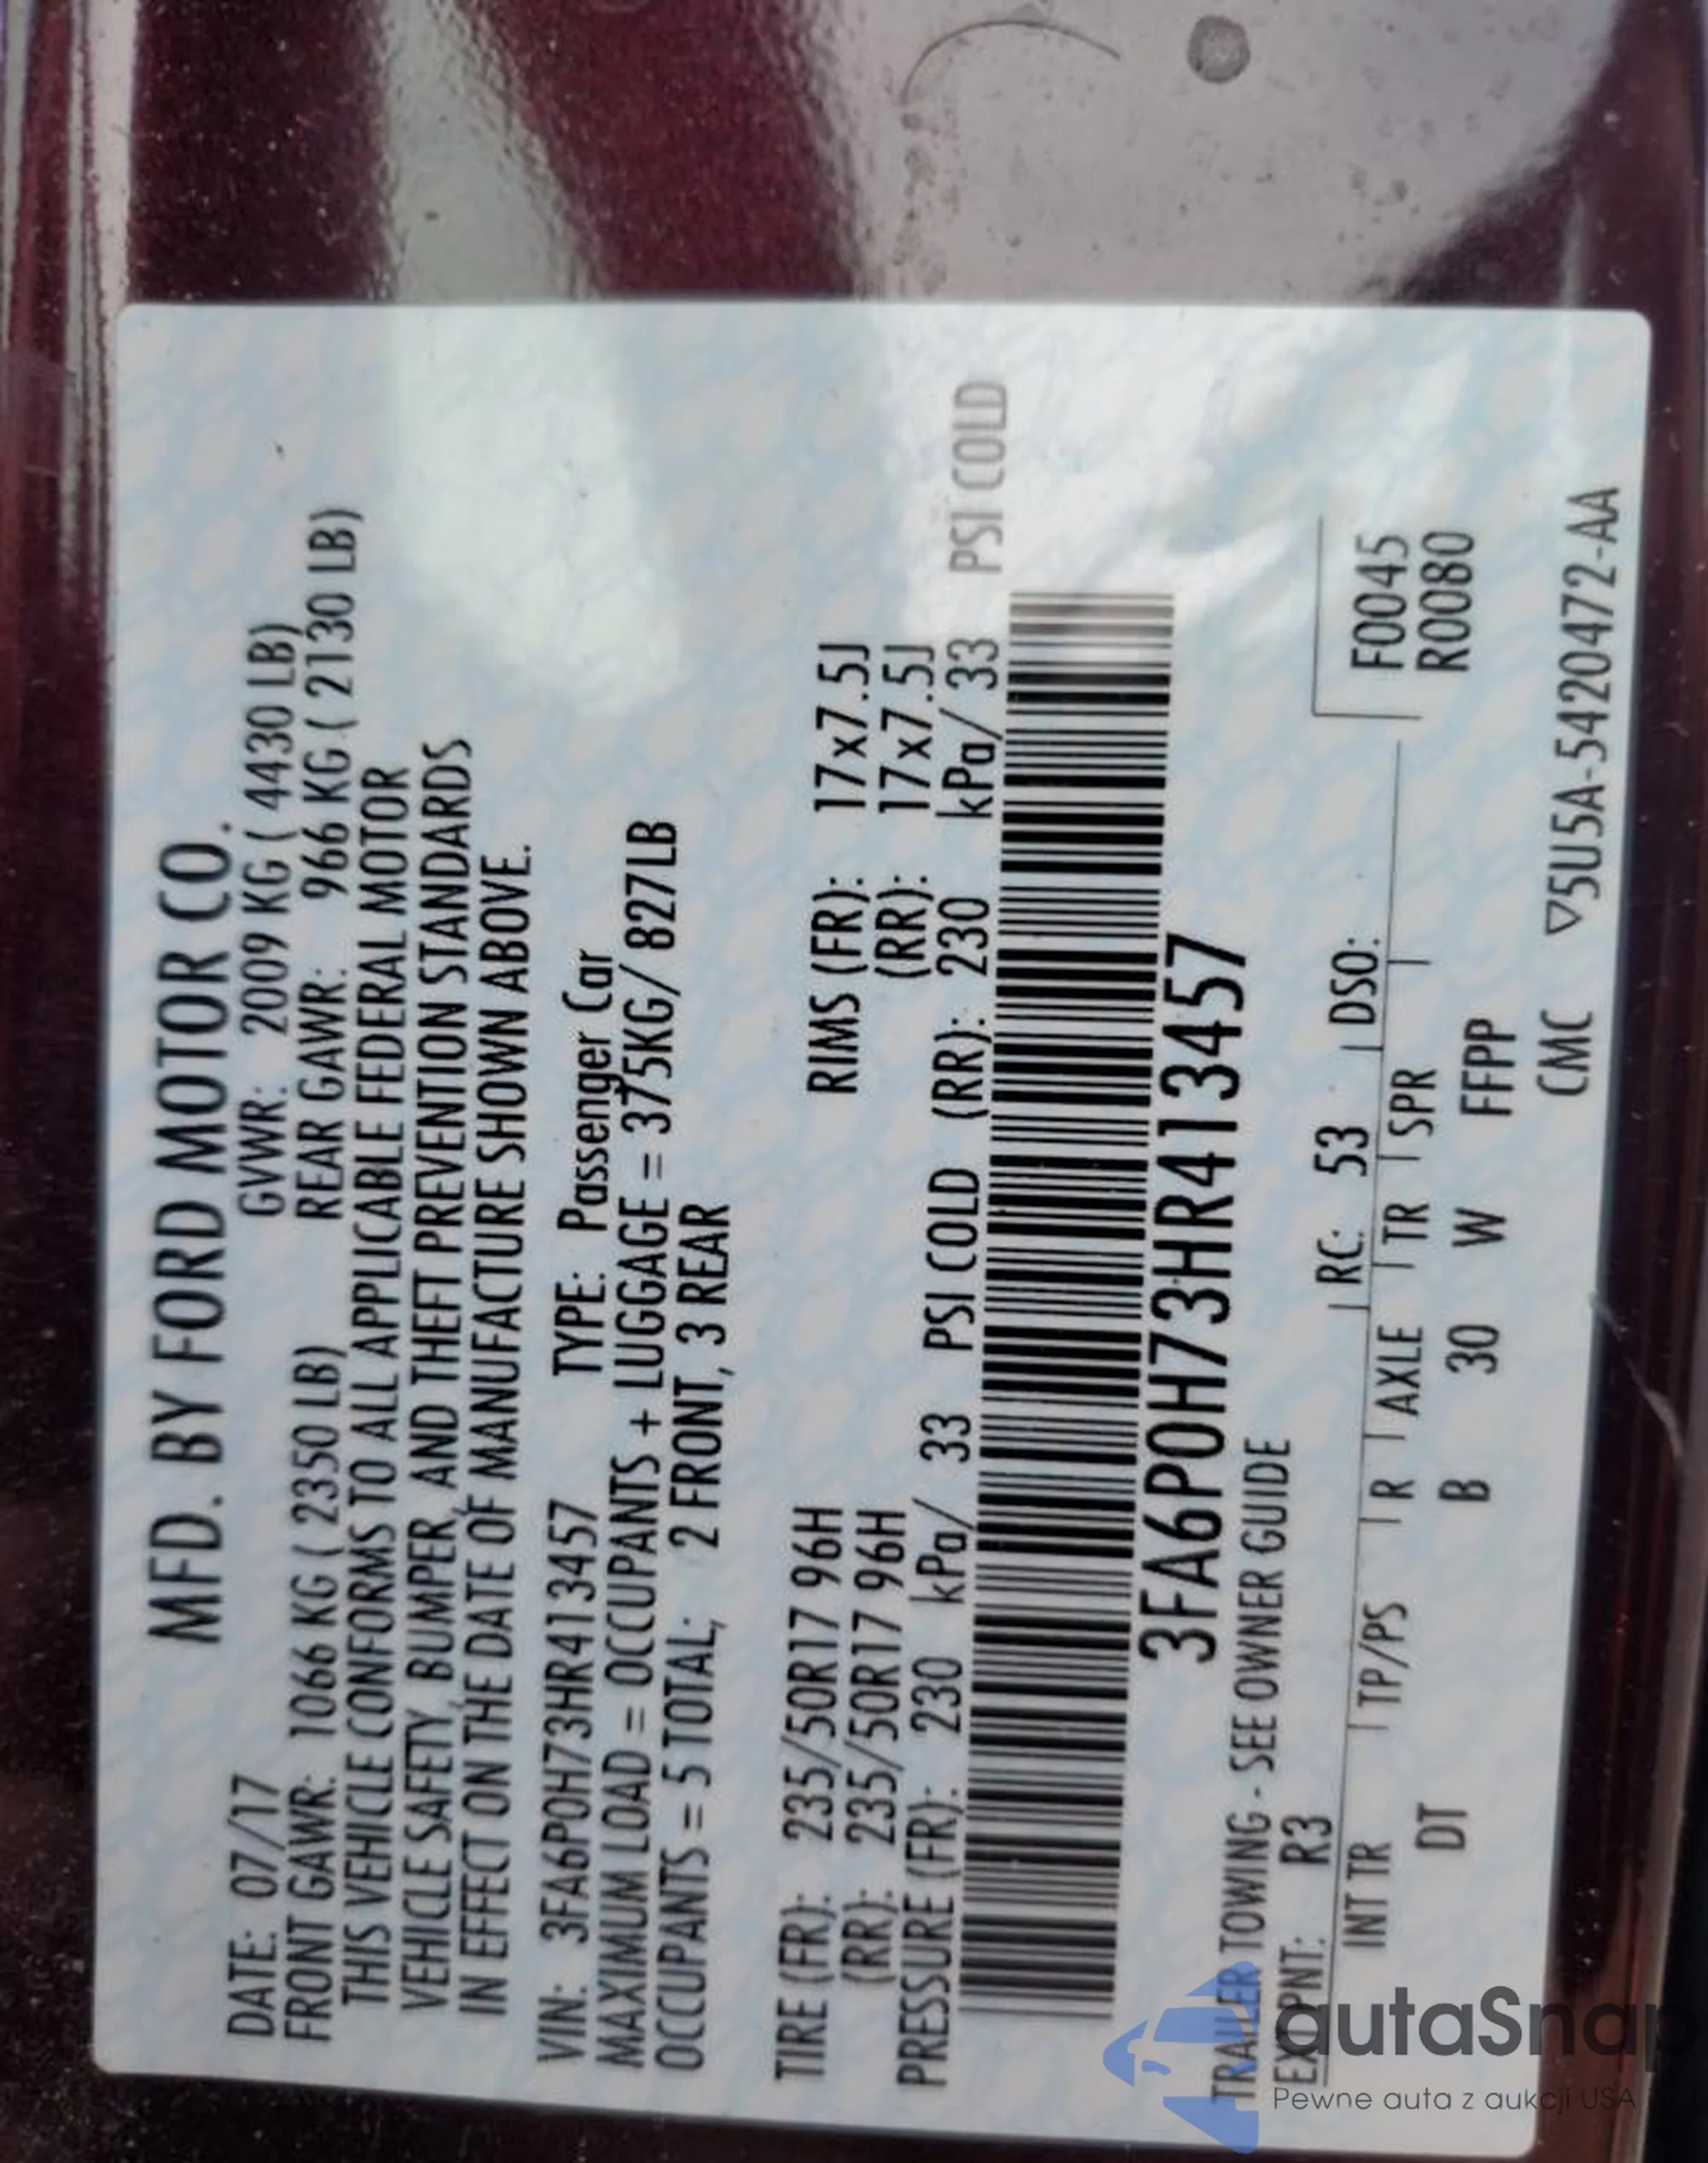 MFD. BY FORD MOTOR CO.
DATE: 07/17 GVWR: 2009 KG ( 4430 LB)
FRONT GAWR: 1066 KG ( 2350 LB) REAR GAWR: 966 KG ( 2130 LB)
THIS VEHICLE CONFORMS TO ALL APPLICABLE FEDERAL MOTOR
VEHICLE SAFETY, BUMPER, AND THEFT PREVENTION STANDARDS
IN EFFECT ON THE DATE OF MANUFACTURE SHOWN ABOVE.
VIN: 3FA6P0H73HR413457 TYPE: Passenger Car
MAXIMUM LOAD = OCCUPANTS + LUGGAGE = 375KG/ 827LB
OCCUPANTS = 5 TOTAL; 2 FRONT, 3 REAR
TIRE (FR): 235/50R17 96H RIMS (FR): 17x7.5J
(RR): 235/50R17 96H (RR): 17x7.5J
PRESSURE (FR): 230 kPa/ 33 PSI COLD (RR): 230 kPa/ 33 PSI COLD
3FA6P0H73HR413457
TRAILER TOWING - SEE OWNER GUIDE
EXT PNT: R3 RC: 53 DSO:
F0045
R0080
INT TR TP/PS R AXLE TR SPR
DT B 30 W FFPP
CMC ▽5U5A-5420472-AA
autaSnap
Pewne auta z aukcji USA